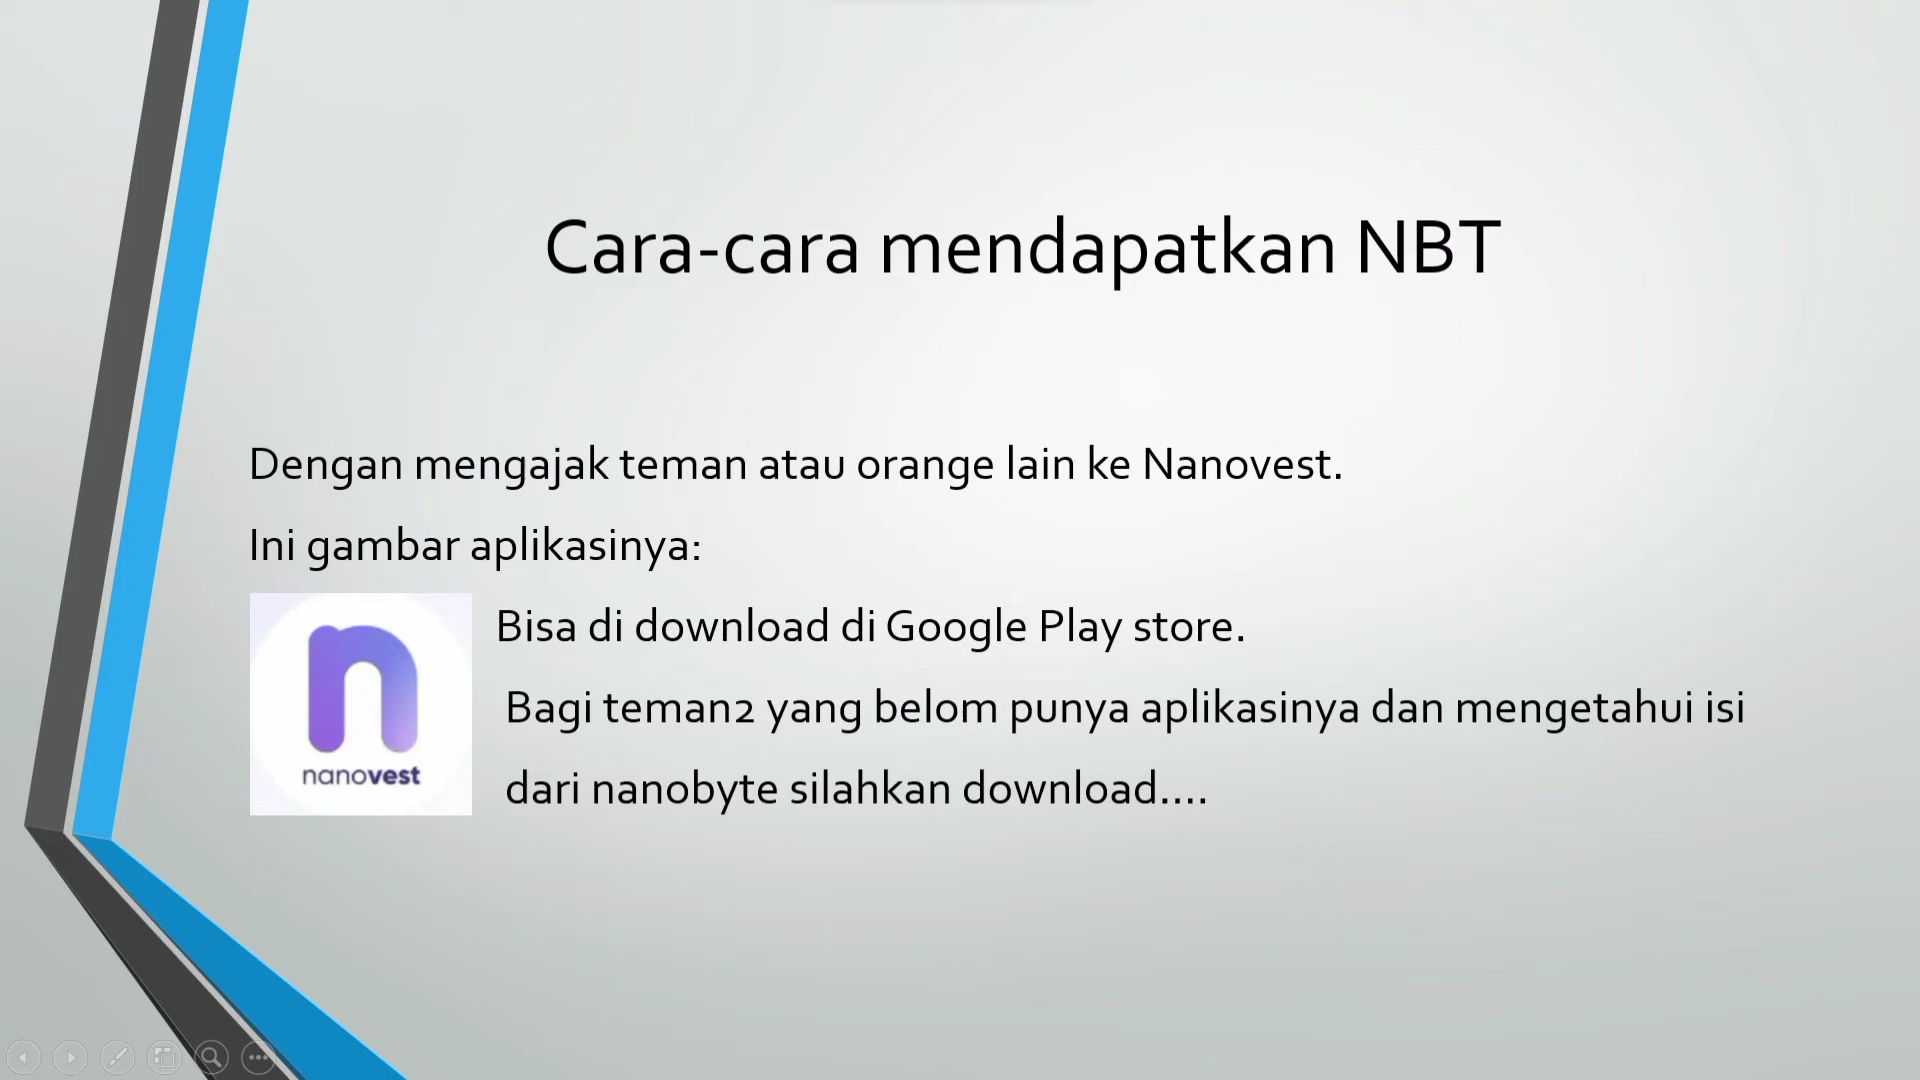 Cara-cara mendapatkan NBT
Dengan mengajak teman atau orange lain ke Nanovest.
Ini gambar aplikasinya:
Bisa di download di Google Play store.
nanovest
Bagi teman2 yang belom punya aplikasinya dan mengetahui isi
dari nanobyte silahkan download....